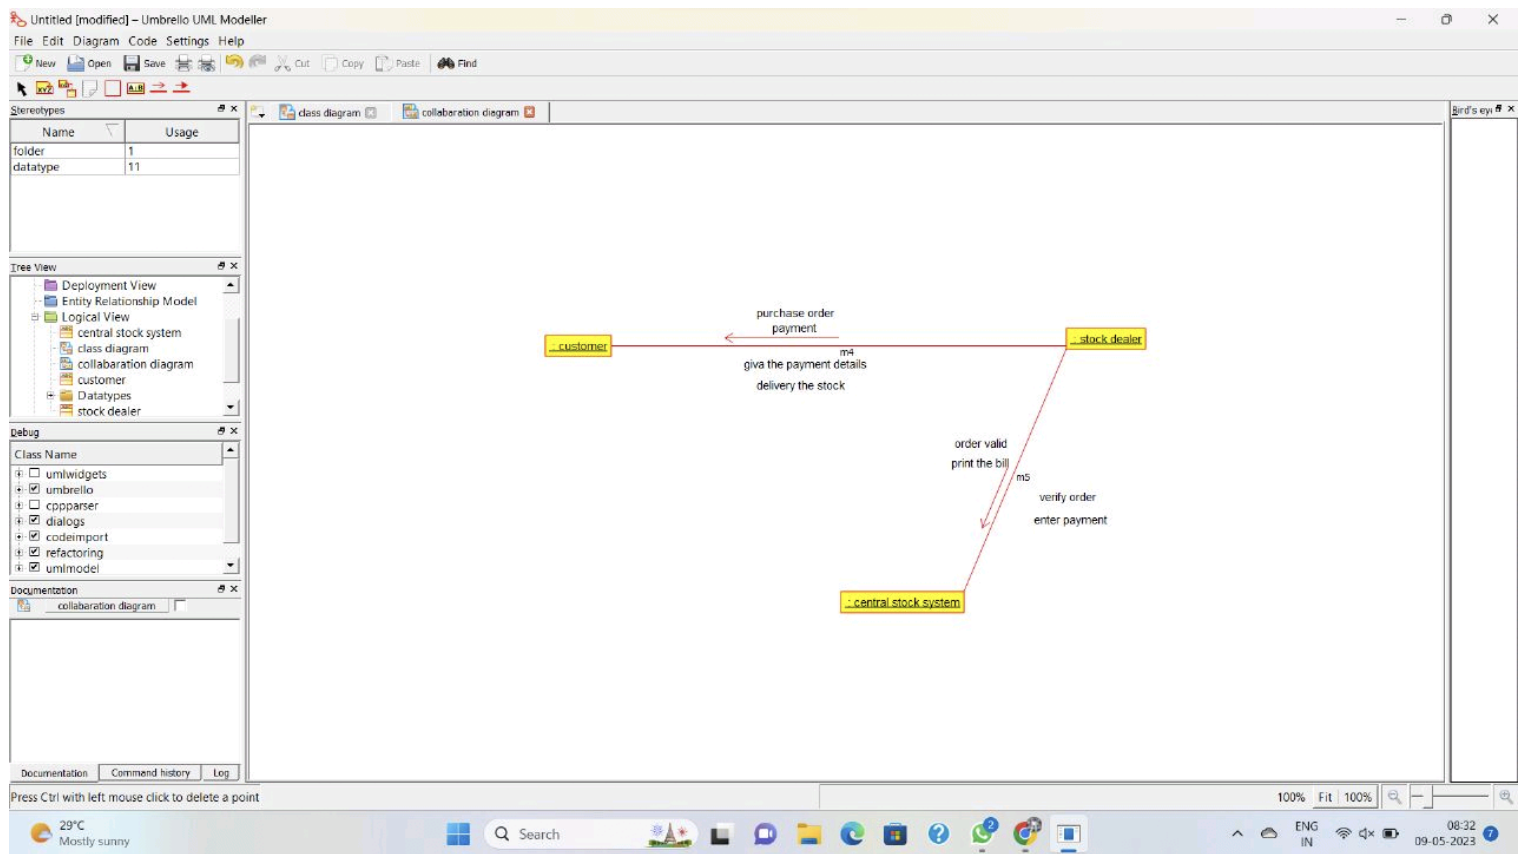 Untitled [modified] – Umbrello UML Modeller
File Edit Diagram Code Settings Help
New Open Save Cut Copy Paste Find
Stereotypes
Name Usage
folder 1
datatype 11
Tree View
Deployment View
Entity Relationship Model
Logical View
central stock system
class diagram
collabaration diagram
customer
Datatypes
stock dealer
Debug
Class Name
umlwidgets
umbrello
cppparser
dialogs
codeimport
refactoring
umlmodel
Documentation
collabaration diagram
Documentation Command history Log
class diagram collabaration diagram
purchase order
payment
: customer
: stock dealer
m4
giva the payment details
delivery the stock
order valid
print the bill
m5
verify order
enter payment
: central stock system
Bird's eye
Press Ctrl with left mouse click to delete a point
100% Fit 100%
29°C
Mostly sunny
Search
2
ENG
IN
08:32
09-05-2023
7